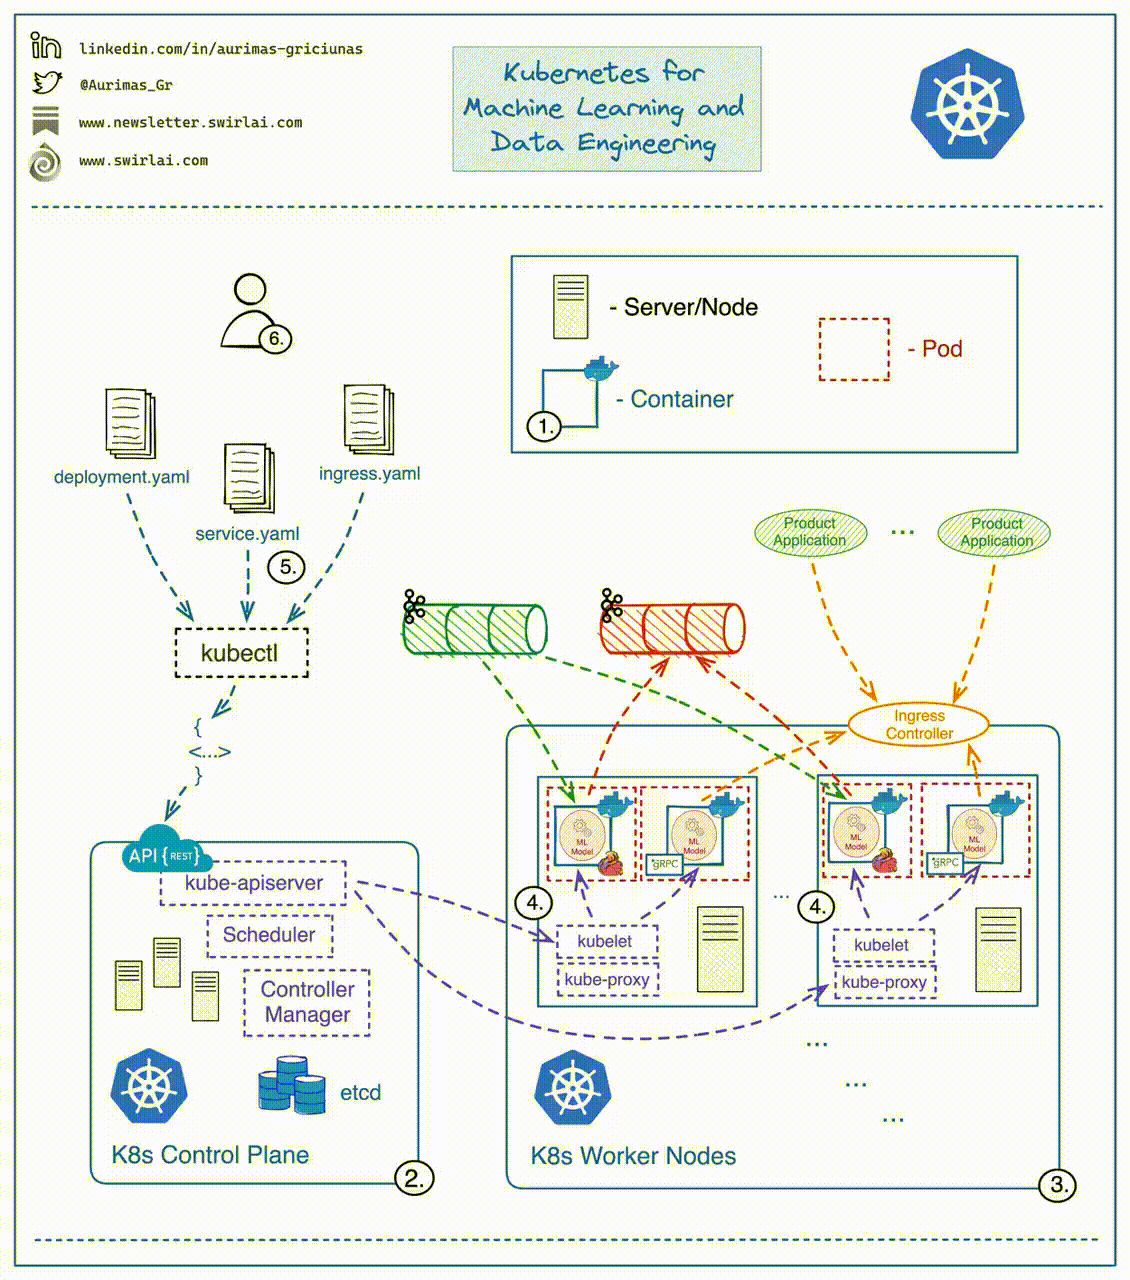 linkedin.com/in/aurimas-griciunas
@Aurimas_Gr
www.newsletter.swirlai.com
www.swirlai.com
Kubernetes for
Machine Learning and
Data Engineering
6.
- Server/Node
- Pod
- Container
1.
deployment.yaml
service.yaml
ingress.yaml
5.
kubectl
{
<...>
}
Product
Application
...
Product
Application
Ingress
Controller
API {REST}
kube-apiserver
Scheduler
Controller
Manager
etcd
K8s Control Plane
2.
ML
Model
ML
Model
gRPC
4.
kubelet
kube-proxy
...
ML
Model
ML
Model
gRPC
4.
kubelet
kube-proxy
...
...
...
K8s Worker Nodes
3.